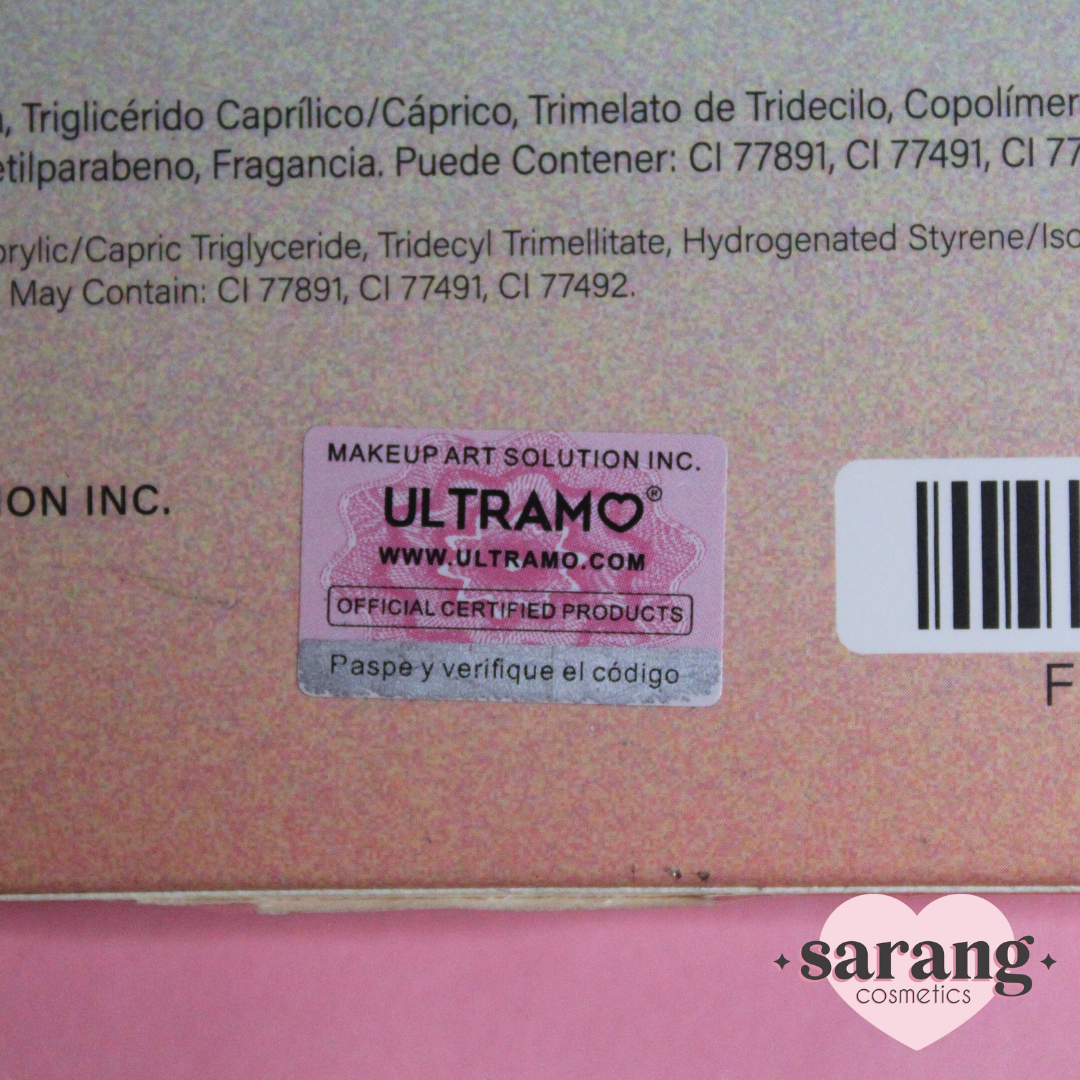 , Triglicérido Caprílico/Cáprico, Trimelato de Tridecilo, Copolímer
etilparabeno, Fragancia. Puede Contener: CI 77891, CI 77491, CI 77
prylic/Capric Triglyceride, Tridecyl Trimellitate, Hydrogenated Styrene/Iso
May Contain: CI 77891, CI 77491, CI 77492.
ION INC.
MAKEUP ART SOLUTION INC.
ULTRAMO®
WWW.ULTRAMO.COM
OFFICIAL CERTIFIED PRODUCTS
Paspe y verifique el código
F
sarang
cosmetics